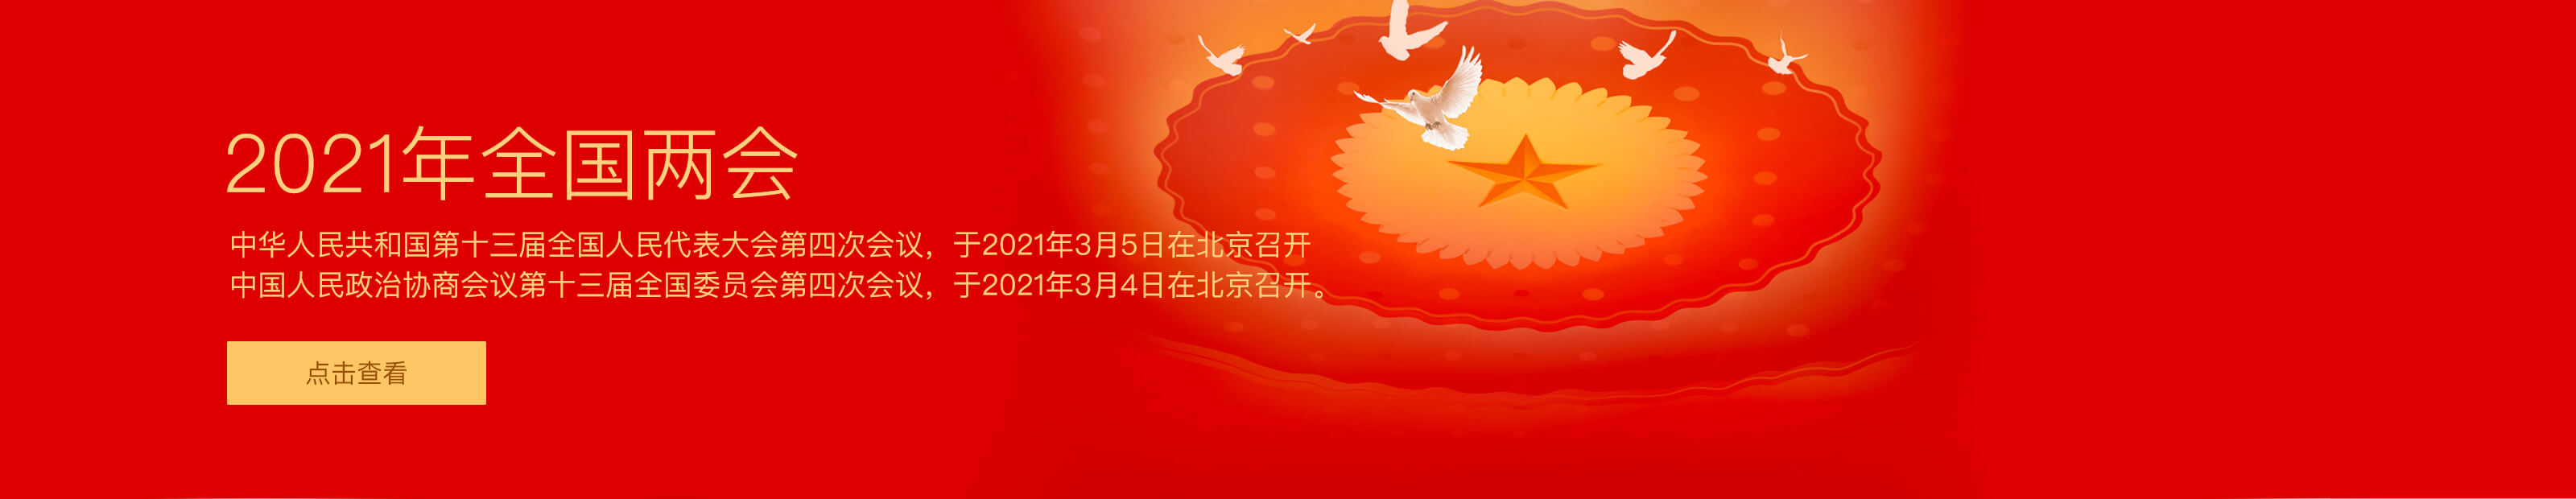 2021年全国两会
中华人民共和国第十三届全国人民代表大会第四次会议，于2021年3月5日在北京召开
中国人民政治协商会议第十三届全国委员会第四次会议，于2021年3月4日在北京召开。
点击查看